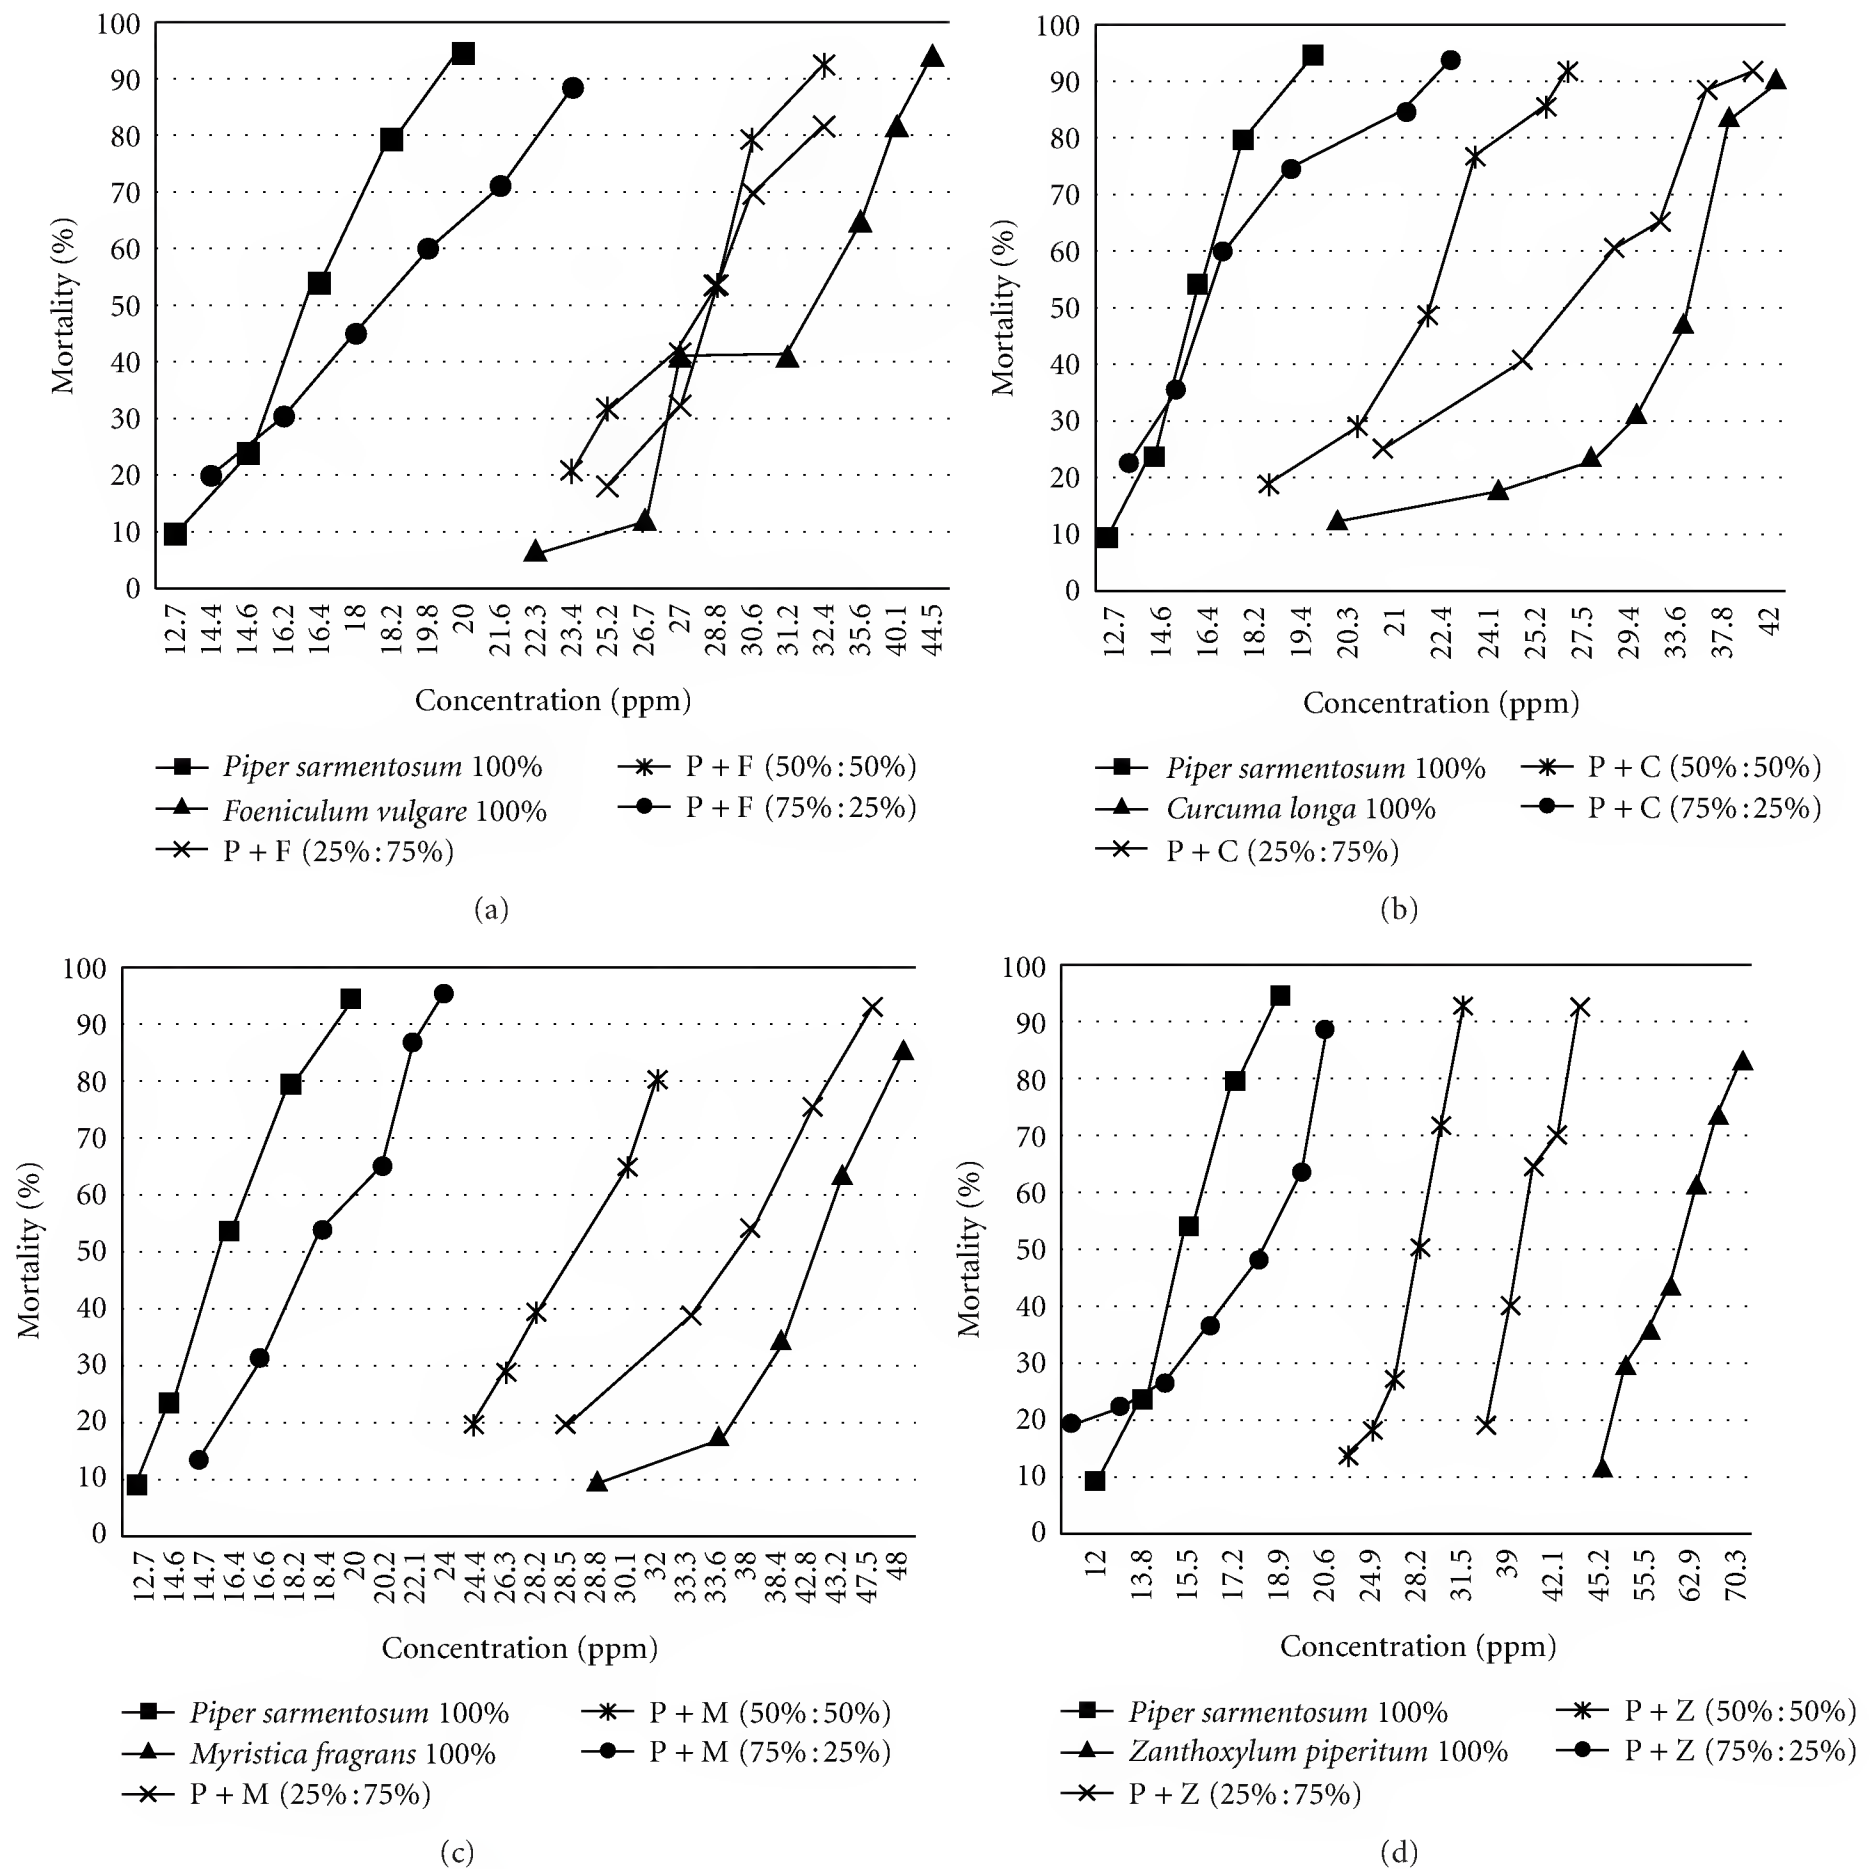 100
90
80
70
60
50
40
30
20
10
0
Mortality (%)
12.7 14.4 14.6 16.2 16.4 18 18.2 19.8 20 21.6 22.3 23.4 25.2 26.7 27 28.8 30.6 31.2 32.4 35.6 40.1 44.5
Concentration (ppm)
Piper sarmentosum 100% P + F (50%:50%)
Foeniculum vulgare 100% P + F (75%:25%)
P + F (25%:75%)
(a)
100
90
80
70
60
50
40
30
20
10
0
Mortality (%)
12.7 14.6 16.4 18.2 19.4 20.3 21 22.4 24.1 25.2 27.5 29.4 33.6 37.8 42
Concentration (ppm)
Piper sarmentosum 100% P + C (50%:50%)
Curcuma longa 100% P + C (75%:25%)
P + C (25%:75%)
(b)
100
90
80
70
60
50
40
30
20
10
0
Mortality (%)
12.7 14.6 14.7 16.4 16.6 18.2 18.4 20 20.2 22.1 24 24.4 26.3 28.2 28.5 28.8 30.1 32 33.3 33.6 38 38.4 42.8 43.2 47.5 48
Concentration (ppm)
Piper sarmentosum 100% P + M (50%:50%)
Myristica fragrans 100% P + M (75%:25%)
P + M (25%:75%)
(c)
100
90
80
70
60
50
40
30
20
10
0
Mortality (%)
12 13.8 15.5 17.2 18.9 20.6 24.9 28.2 31.5 39 42.1 45.2 55.5 62.9 70.3
Concentration (ppm)
Piper sarmentosum 100% P + Z (50%:50%)
Zanthoxylum piperitum 100% P + Z (75%:25%)
P + Z (25%:75%)
(d)